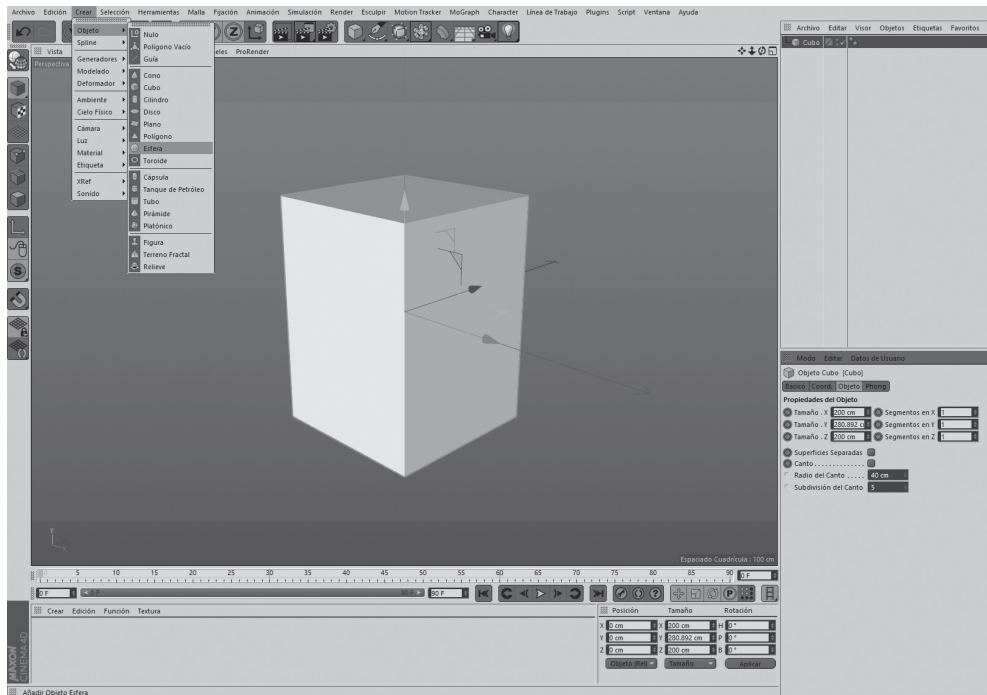 Archivo Edición Crear Selección Herramientas Malla Fijación Animación Simulación Render Esculpir Motion Tracker MoGraph Character Línea de Trabajo Plugins Script Ventana Ayuda
Objeto
Spline
Generadores
Modelado
Deformador
Ambiente
Cielo Físico
Cámara
Luz
Material
Etiqueta
XRef
Sonido
Nulo
Polígono Vacío
Guía
Cono
Cubo
Cilindro
Disco
Plano
Polígono
Esfera
Toroide
Cápsula
Tanque de Petróleo
Tubo
Pirámide
Platónico
Figura
Terreno Fractal
Relieve
Vista
ProRender
Perspectiva
Y
X
Espaciado Cuadrícula : 100 cm
Archivo Editar Visor Objetos Etiquetas Favoritos
Cubo
Modo Editar Datos de Usuario
Objeto Cubo [Cubo]
Básico Coord. Objeto Phong
Propiedades del Objeto
Tamaño . X 200 cm Segmentos en X 1
Tamaño . Y 280.892 c Segmentos en Y 1
Tamaño . Z 200 cm Segmentos en Z 1
Superficies Separadas
Canto . . . . . . . . . . . . . .
Radio del Canto . . . . . 40 cm
Subdivisión del Canto 5
0 5 10 15 20 25 30 35 40 45 50 55 60 65 70 75 80 85 90 0 F
0 F 0 F 90 F 90 F
Crear Edición Función Textura
Posición Tamaño Rotación
X 0 cm X 200 cm H 0 °
Y 0 cm Y 280.892 cm P 0 °
Z 0 cm Z 200 cm B 0 °
Objeto (Rel) Tamaño Aplicar
MAXON
CINEMA4D
Añadir Objeto Esfera